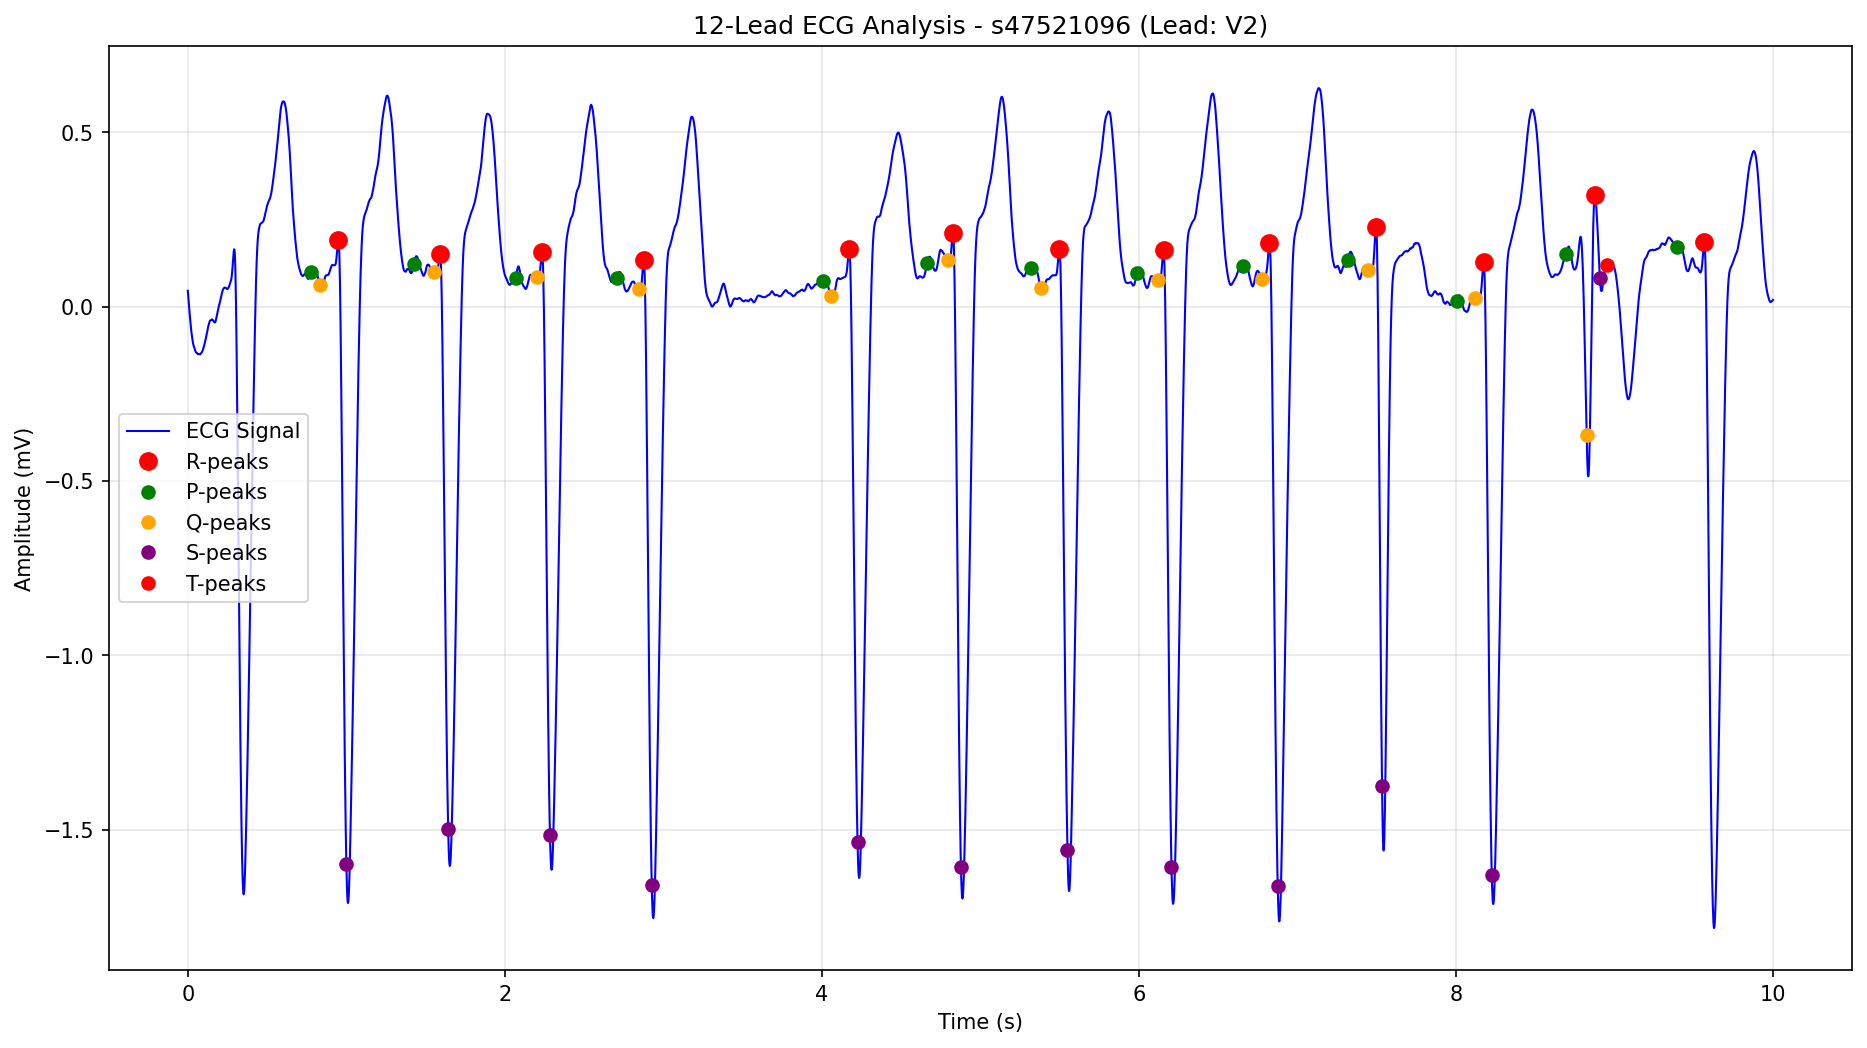 12-Lead ECG Analysis - s47521096 (Lead: V2)
0.5
0.0
−0.5
−1.0
−1.5
Amplitude (mV)
ECG Signal
R-peaks
P-peaks
Q-peaks
S-peaks
T-peaks
0
2
4
6
8
10
Time (s)